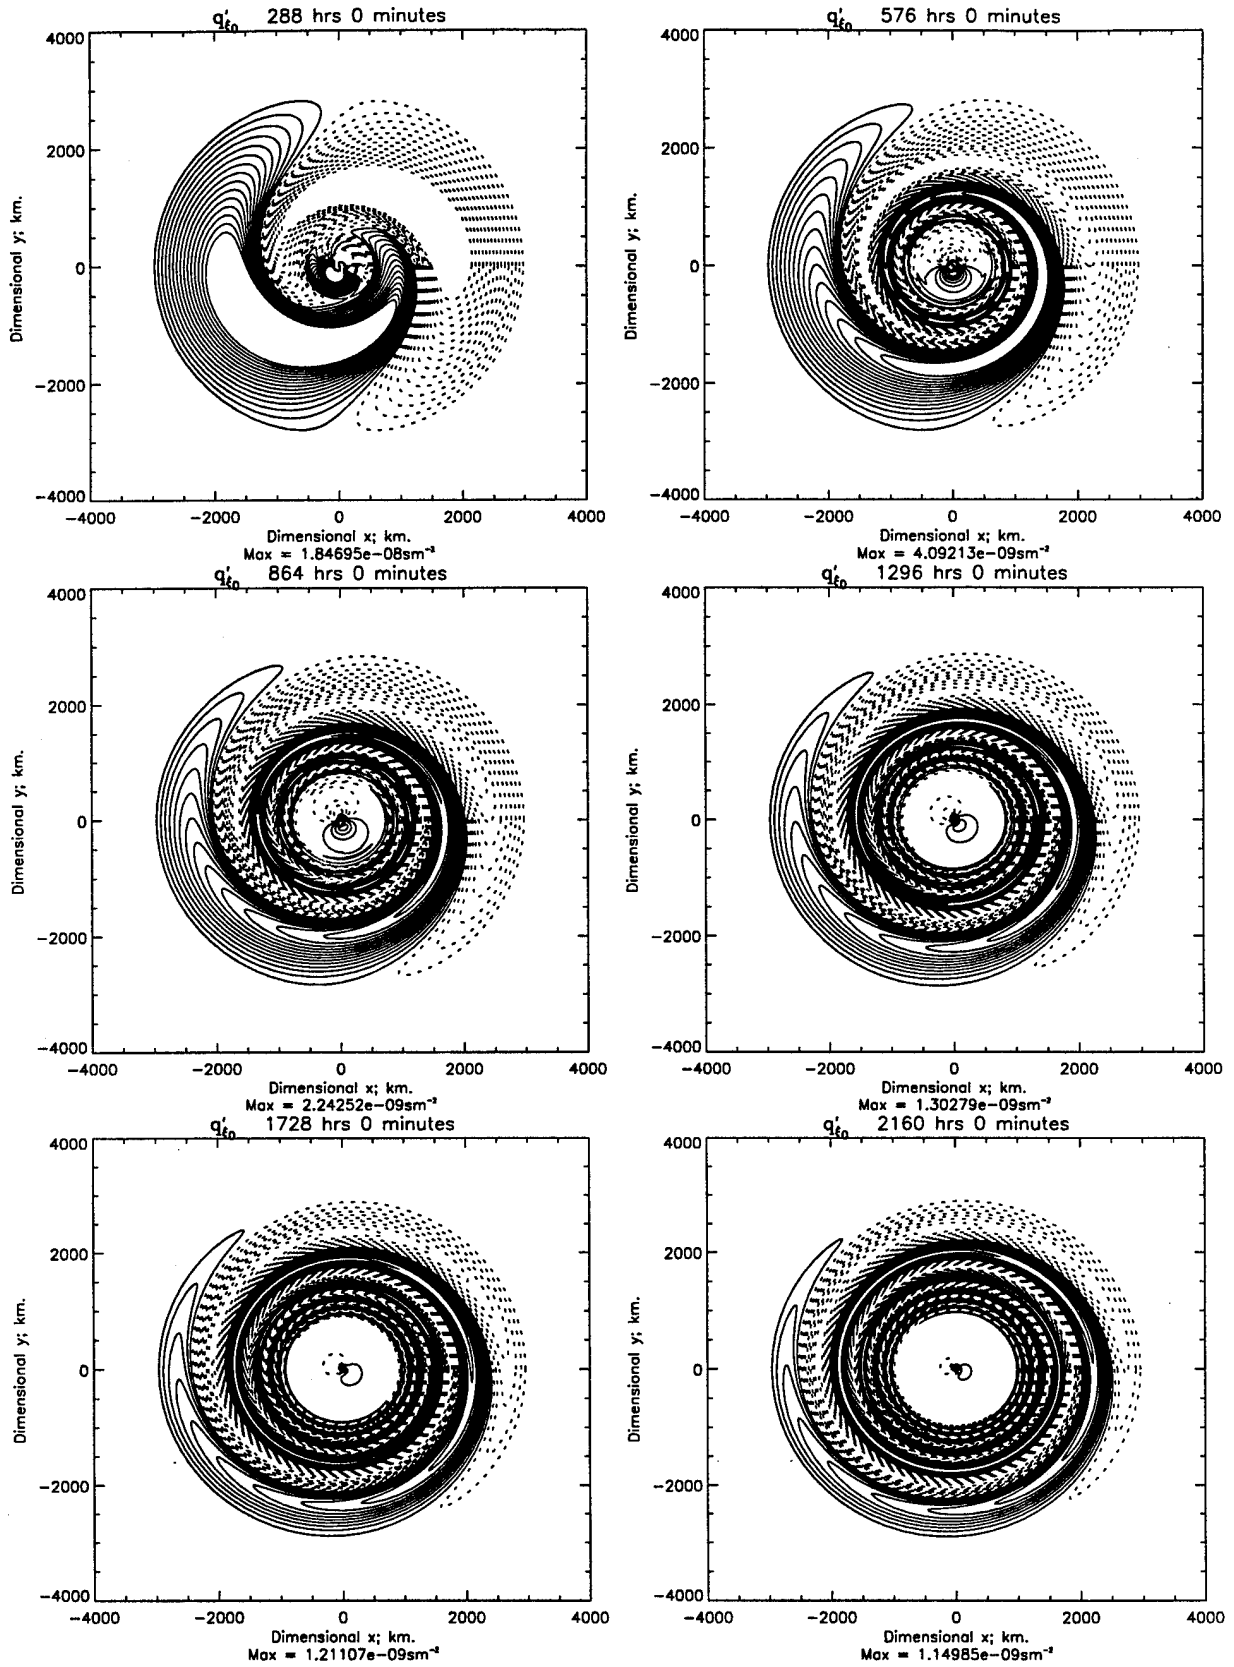 q'ξ0 288 hrs 0 minutes
4000
2000
0
−2000
−4000
Dimensional y; km.
−4000 −2000 0 2000 4000
Dimensional x; km.
Max = 1.84695e−08sm⁻²
q'ξ0 576 hrs 0 minutes
4000
2000
0
−2000
−4000
Dimensional y; km.
−4000 −2000 0 2000 4000
Dimensional x; km.
Max = 4.09213e−09sm⁻²
q'ξ0 864 hrs 0 minutes
4000
2000
0
−2000
−4000
Dimensional y; km.
−4000 −2000 0 2000 4000
Dimensional x; km.
Max = 2.24252e−09sm⁻²
q'ξ0 1296 hrs 0 minutes
4000
2000
0
−2000
−4000
Dimensional y; km.
−4000 −2000 0 2000 4000
Dimensional x; km.
Max = 1.30279e−09sm⁻²
q'ξ0 1728 hrs 0 minutes
4000
2000
0
−2000
−4000
Dimensional y; km.
−4000 −2000 0 2000 4000
Dimensional x; km.
Max = 1.21107e−09sm⁻²
q'ξ0 2160 hrs 0 minutes
4000
2000
0
−2000
−4000
Dimensional y; km.
−4000 −2000 0 2000 4000
Dimensional x; km.
Max = 1.14985e−09sm⁻²